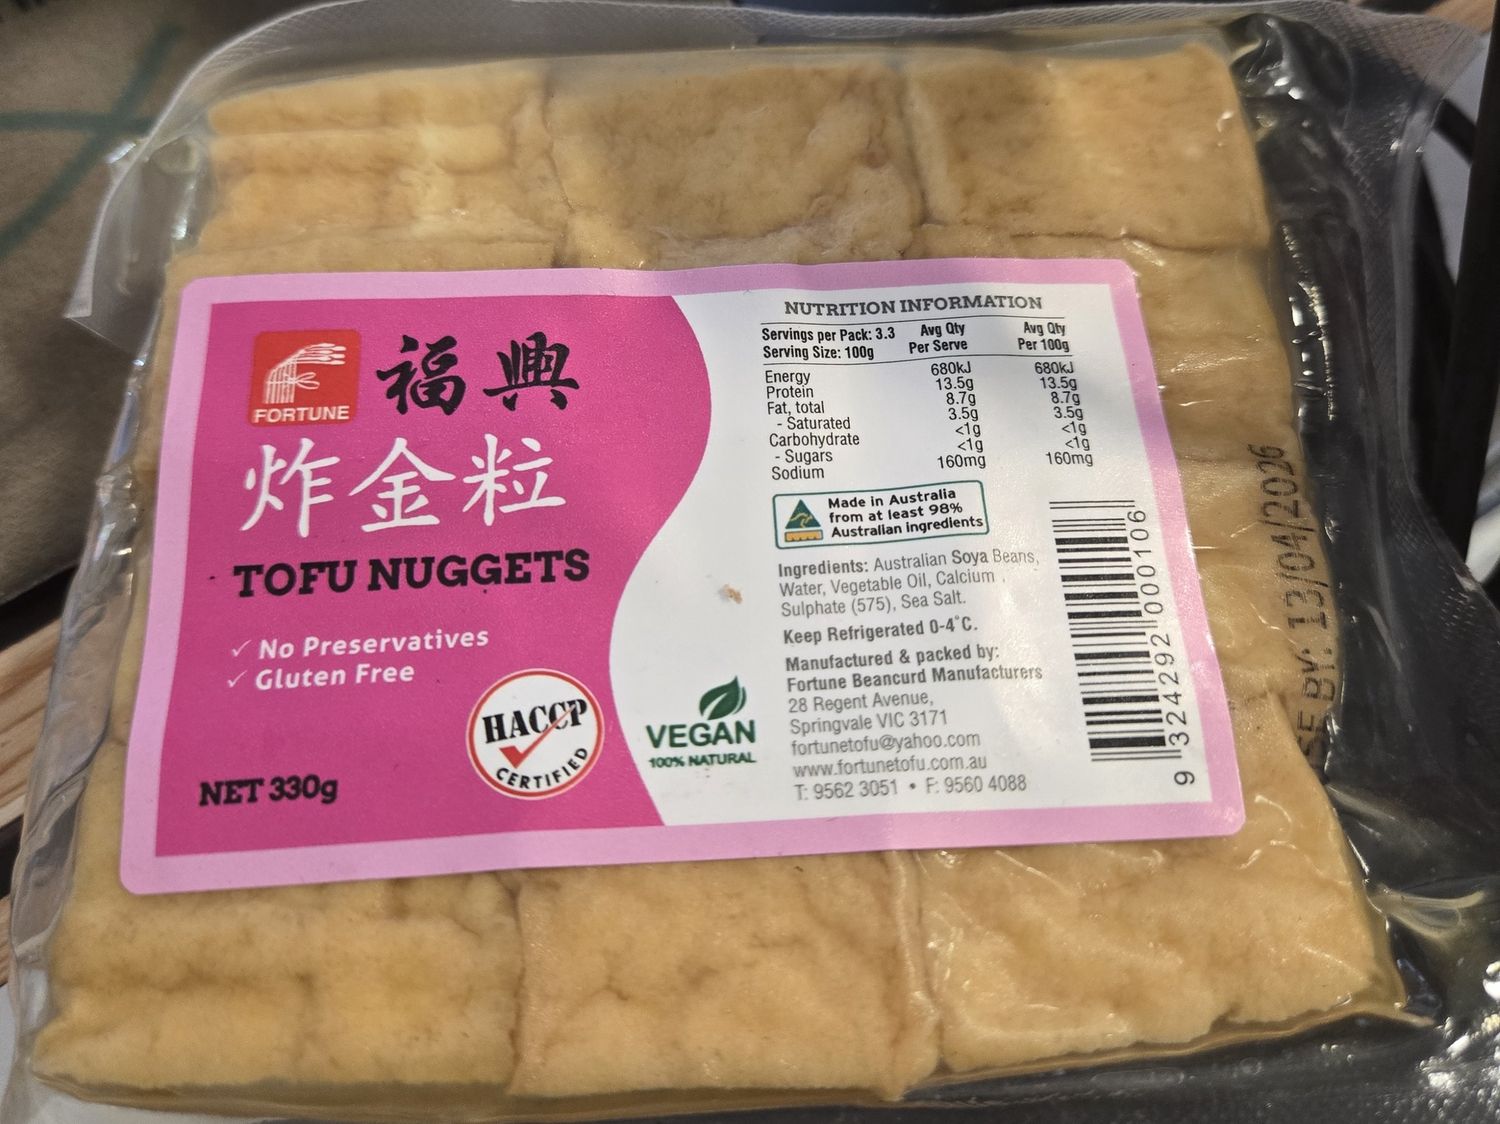 FORTUNE
福興
炸金粒
TOFU NUGGETS
✓ No Preservatives
✓ Gluten Free
HACCP
CERTIFIED
NET 330g
VEGAN
100% NATURAL
NUTRITION INFORMATION
Servings per Pack: 3.3 Avg Qty Avg Qty
Serving Size: 100g Per Serve Per 100g
Energy 680kJ 680kJ
Protein 13.5g 13.5g
Fat, total 8.7g 8.7g
- Saturated 3.5g 3.5g
Carbohydrate <1g <1g
- Sugars <1g <1g
Sodium 160mg 160mg
Made in Australia
from at least 98%
Australian ingredients
Ingredients: Australian Soya Beans,
Water, Vegetable Oil, Calcium
Sulphate (575), Sea Salt.
Keep Refrigerated 0-4°C.
Manufactured & packed by:
Fortune Beancurd Manufacturers
28 Regent Avenue,
Springvale VIC 3171
fortunetofu@yahoo.com
www.fortunetofu.com.au
T: 9562 3051 • F: 9560 4088
9 324292 000106
SE BY: 13/04/2026